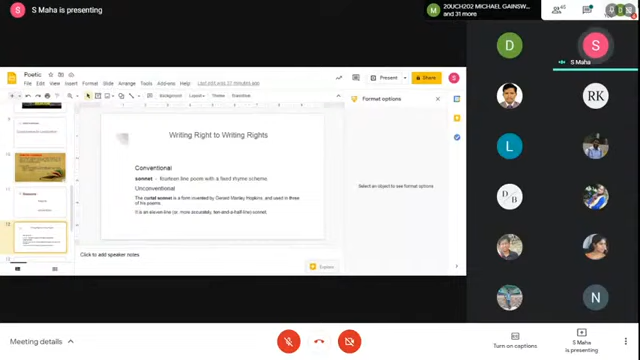 S Maha is presenting
20UCH202 MICHAEL GAINSW...
and 31 more
Poetic
File Edit View Insert Format Slide Arrange Tools Add-ons Help
Present
Share
Background Layout Theme Transition
Format options
Writing Right to Writing Rights
Conventional
sonnet - fourteen line poem with a fixed rhyme scheme.
Unconventional
The curtal sonnet is a form invented by Gerard Manley Hopkins, and used in three
of his poems.
It is an eleven-line (or, more accurately, ten-and-a-half-line) sonnet
Select an object to see format options
Click to add speaker notes
Explore
D
S
S Maha
RK
L
D/B
N
Meeting details
Turn on captions
S Maha
is presenting